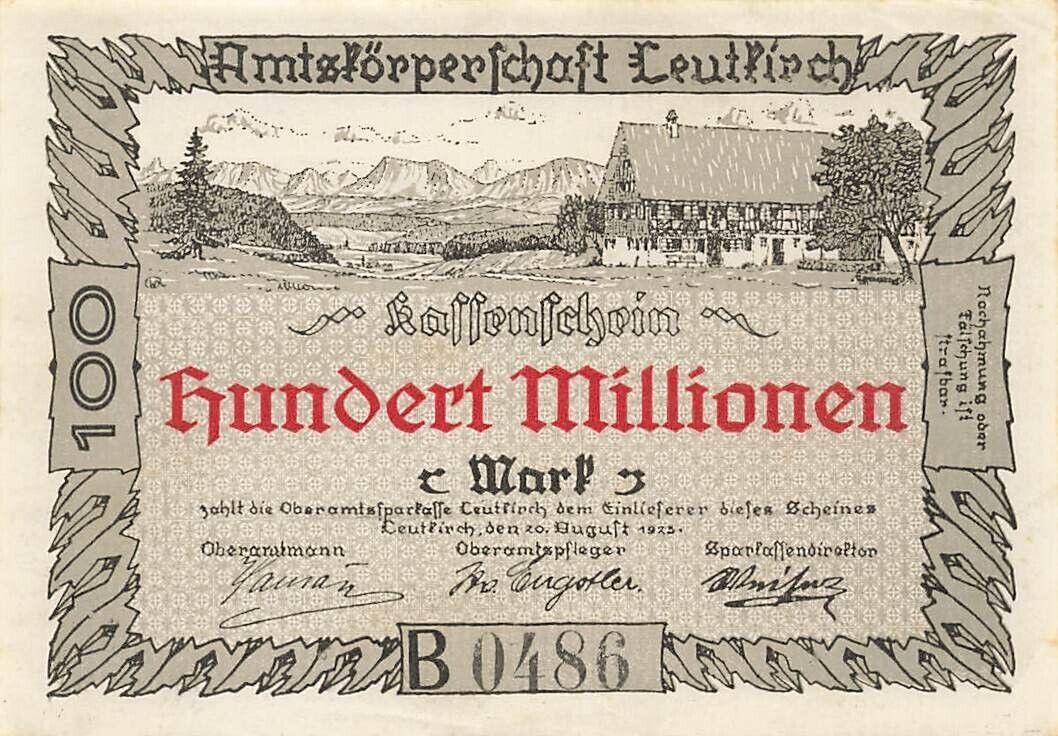 Amtskörperschaft Leutkirch
Kassenschein
100
Nachahmung oder
Fälschung ist
strafbar.
Hundert Millionen
Mark
zahlt die Oberamtssparkasse Leutkirch dem Einlieferer dieses Scheines
Leutkirch, den 20. August 1923.
Oberamtmann Oberamtspfleger Sparkassendirektor
B 0486